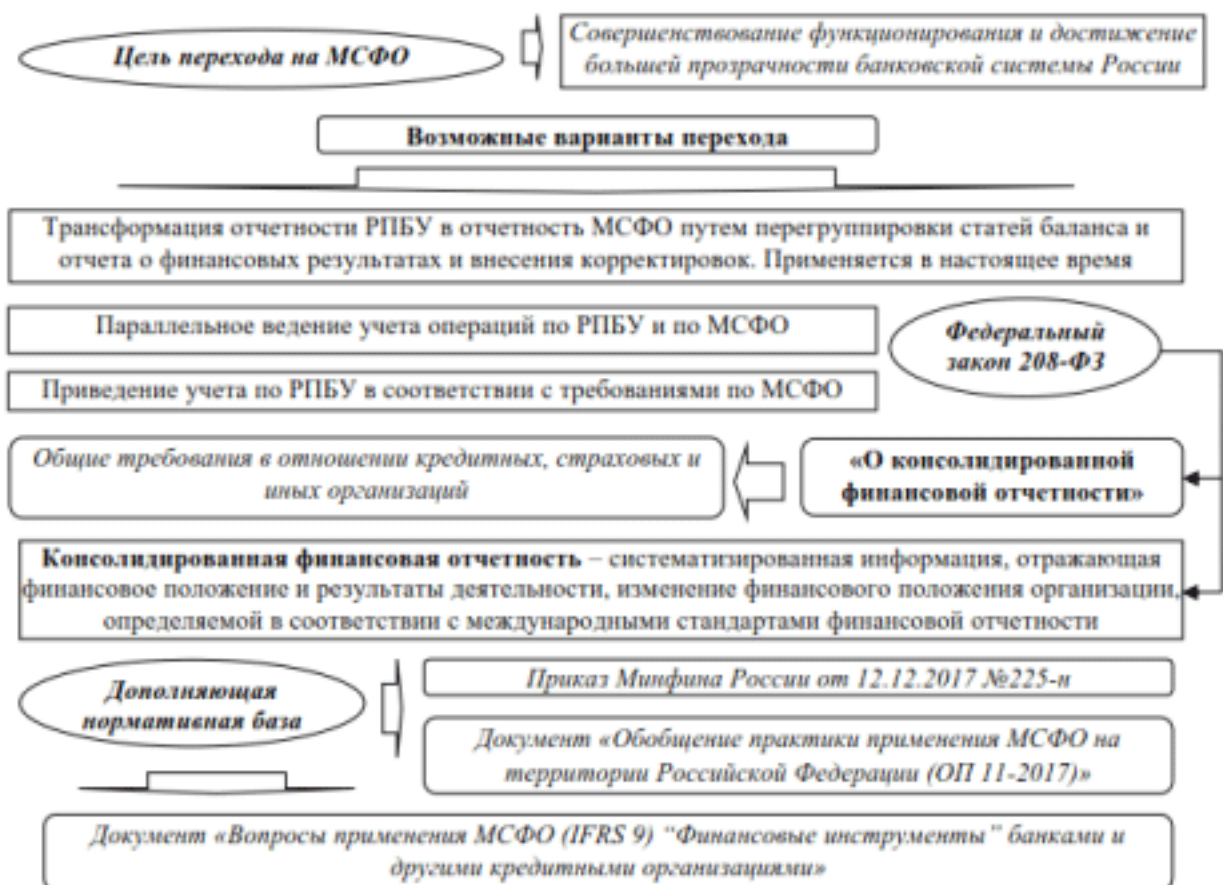 Цель перехода на МСФО
Совершенствование функционирования и достижение
большей прозрачности банковской системы России
Возможные варианты перехода
Трансформация отчетности РПБУ в отчетность МСФО путем перегруппировки статей баланса и
отчета о финансовых результатах и внесения корректировок. Применяется в настоящее время
Параллельное ведение учета операций по РПБУ и по МСФО
Федеральный
закон 208-ФЗ
Приведение учета по РПБУ в соответствии с требованиями по МСФО
Общие требования в отношении кредитных, страховых и
иных организаций
«О консолидированной
финансовой отчетности»
Консолидированная финансовая отчетность – систематизированная информация, отражающая
финансовое положение и результаты деятельности, изменение финансового положения организации,
определяемой в соответствии с международными стандартами финансовой отчетности
Дополняющая
нормативная база
Приказ Минфина России от 12.12.2017 №225-н
Документ «Обобщение практики применения МСФО на
территории Российской Федерации (ОП 11-2017)»
Документ «Вопросы применения МСФО (IFRS 9) “Финансовые инструменты” банками и
другими кредитными организациями»